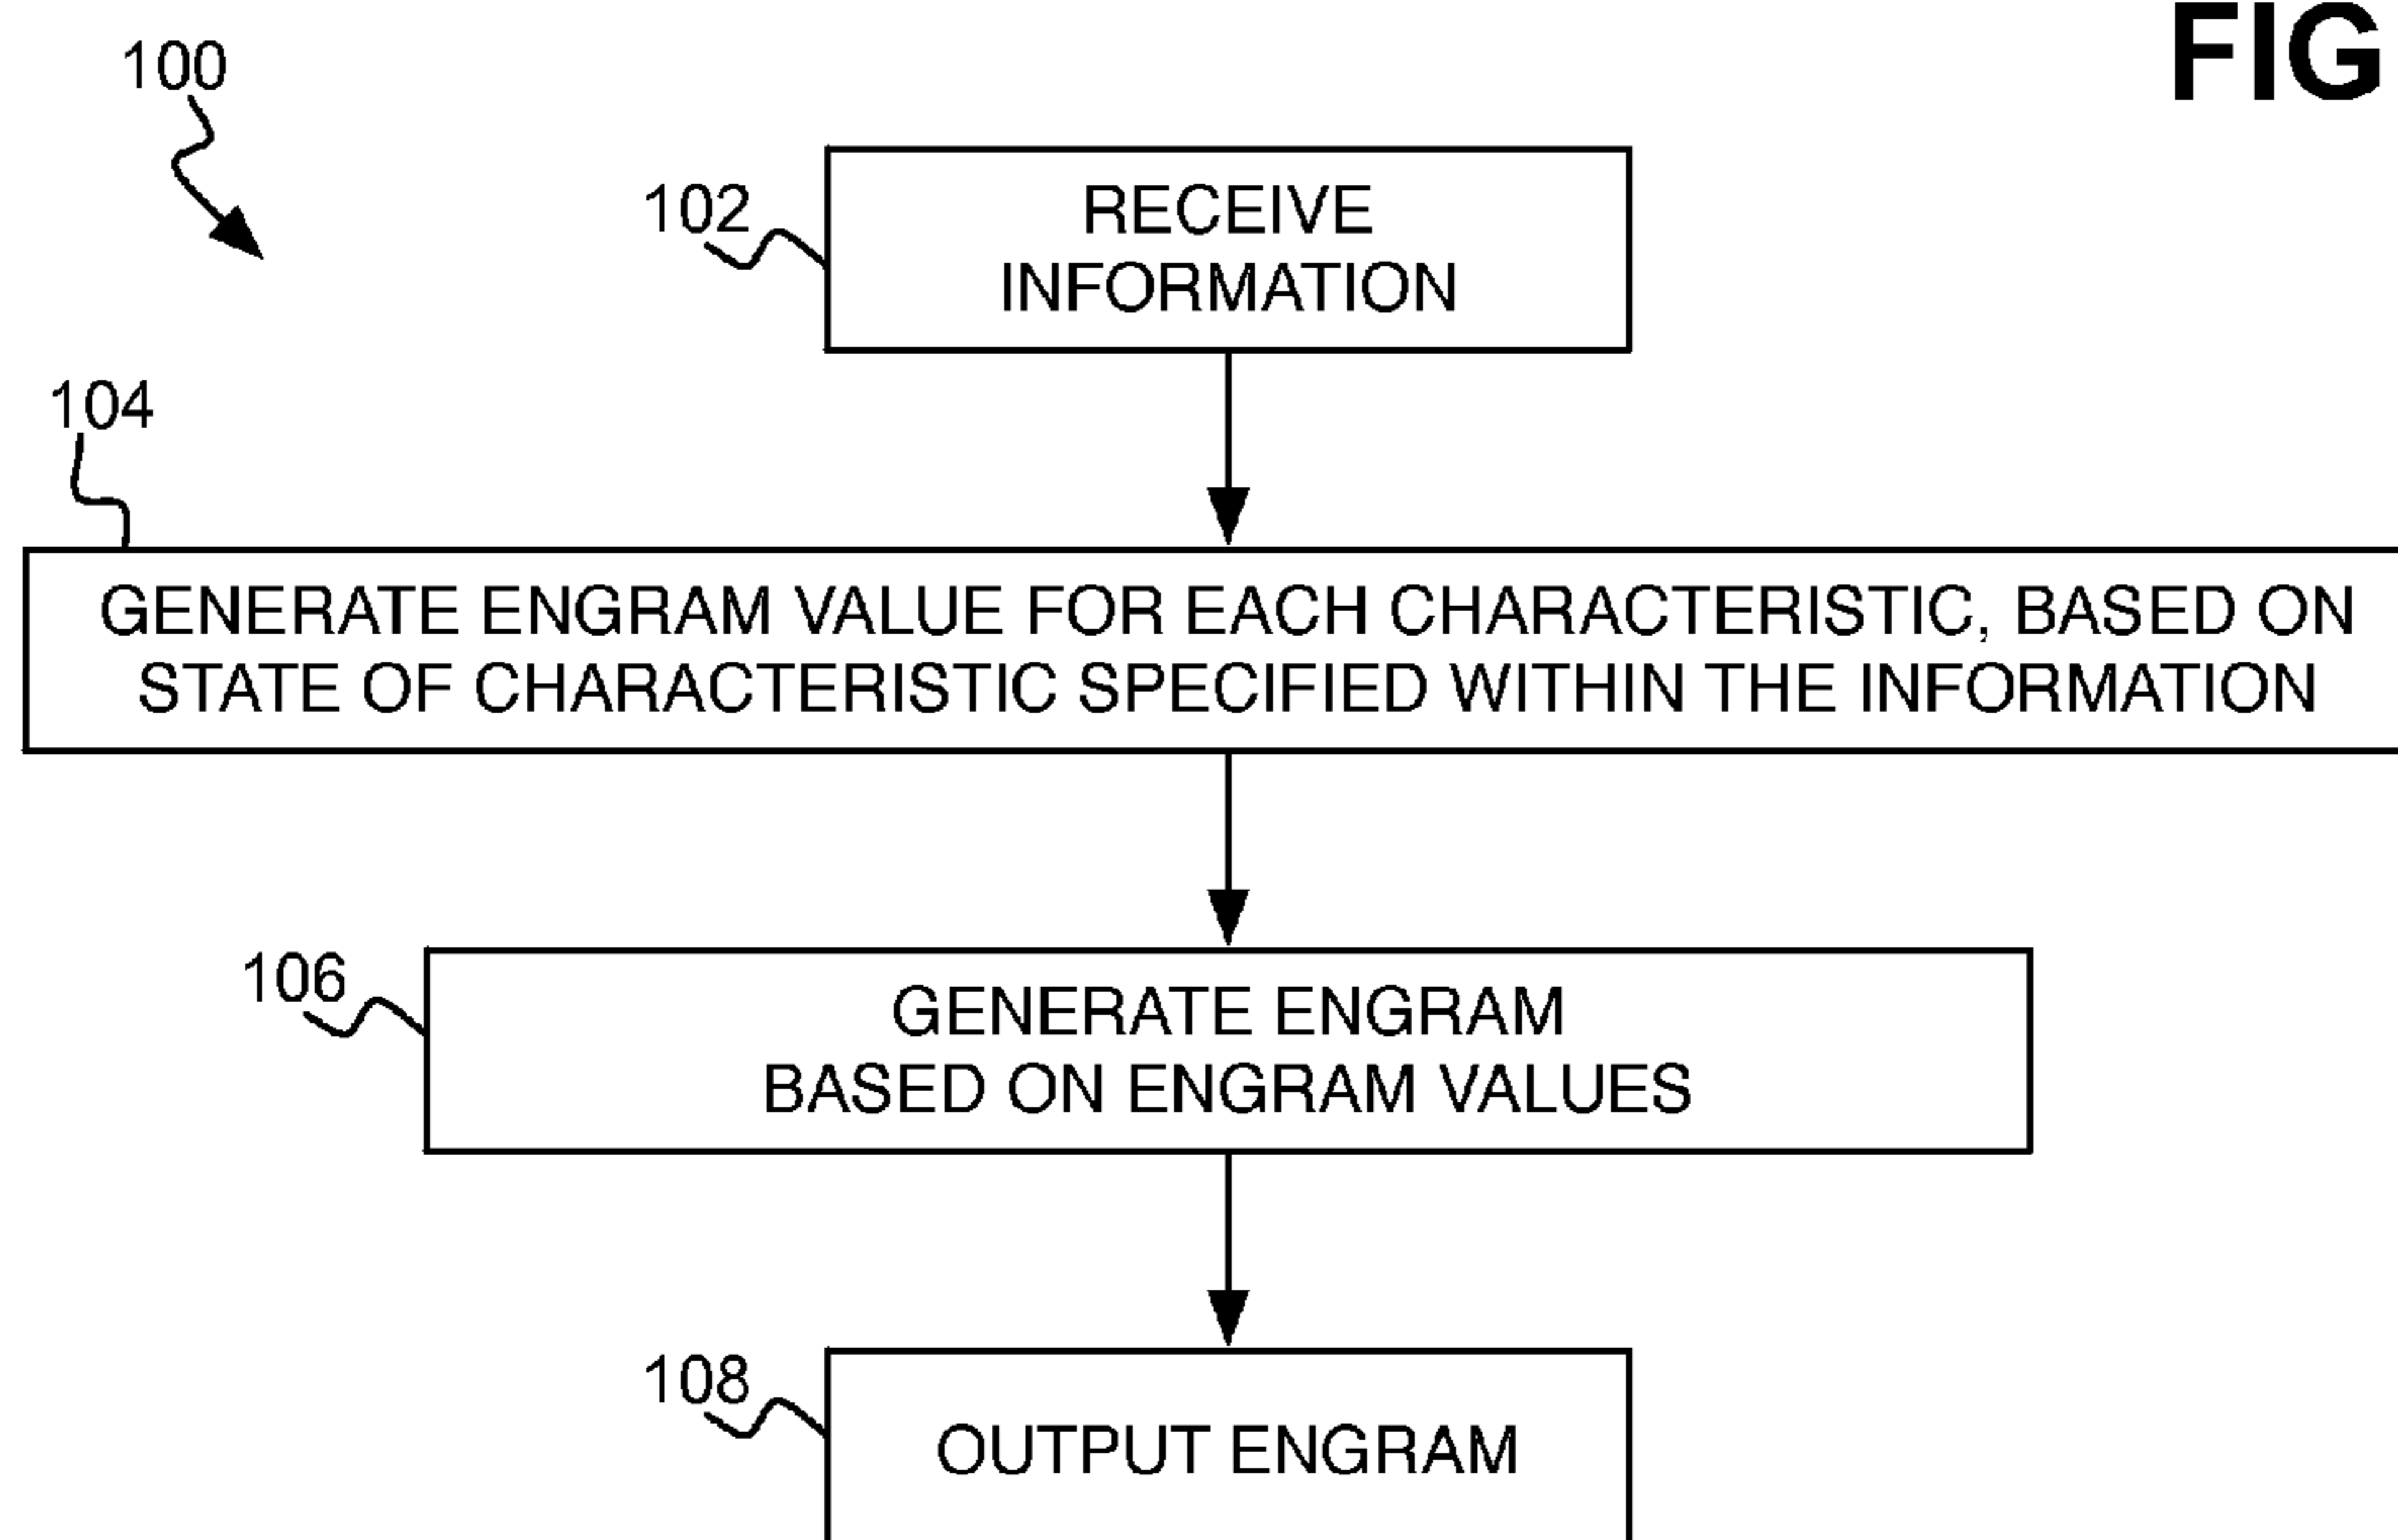 FIG
100
102
RECEIVE
INFORMATION
104
GENERATE ENGRAM VALUE FOR EACH CHARACTERISTIC, BASED ON
STATE OF CHARACTERISTIC SPECIFIED WITHIN THE INFORMATION
106
GENERATE ENGRAM
BASED ON ENGRAM VALUES
108
OUTPUT ENGRAM